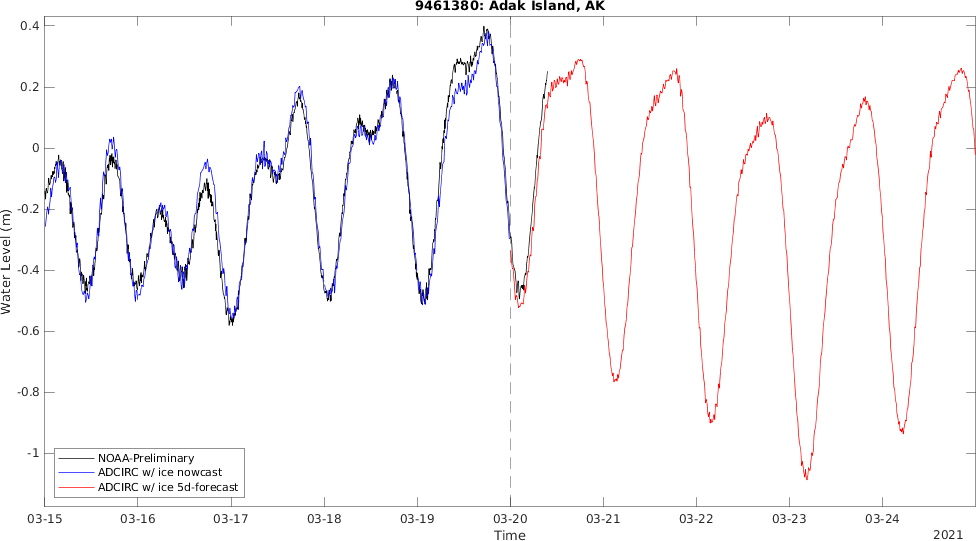 9461380: Adak Island, AK
0.4
0.2
0
-0.2
-0.4
-0.6
-0.8
-1
Water Level (m)
NOAA-Preliminary
ADCIRC w/ ice nowcast
ADCIRC w/ ice 5d-forecast
03-15 03-16 03-17 03-18 03-19 03-20 03-21 03-22 03-23 03-24
Time
2021